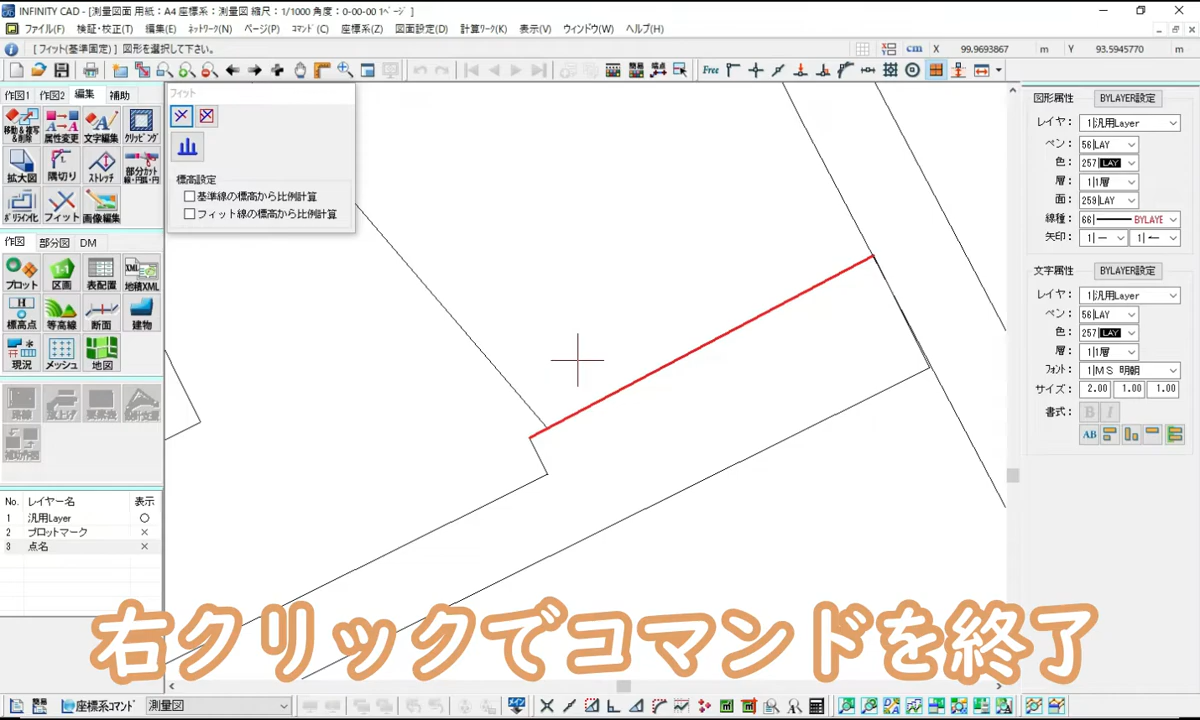 INFINITY CAD - [測量図面 用紙：A4 座標系：測量図 縮尺：1/1000 角度：0-00-00 1ページ ]
ファイル(F) 検証・校正(T) 編集(E) ネットワーク(N) ページ(P) コマンド(C) 座標系(Z) 図面設定(D) 計算ワーク(K) 表示(V) ウィンドウ(W) ヘルプ(H)
[フィット(基準固定)] 図形を選択して下さい。 cm X 99.9693867 m Y 93.5945770 m
Free
作図1 作図2 編集 補助
移動&複写&削除 属性変更 文字編集 クリッピング
拡大図 隅切り ストレッチ 部分カット 線・円弧・円
ポリライン化 フィット 画像編集
作図 部分図 DM
プロット 区画 表配置 地積XML
標高点 等高線 断面 建物
現況 メッシュ 地図
補助作図
No. レイヤー名 表示
1 汎用Layer ○
2 プロットマーク ×
3 点名 ×
フィット
標高設定
基準線の標高から比例計算
フィット線の標高から比例計算
図形属性 BYLAYER設定
レイヤ： 1|汎用Layer
ペン： 56|LAY
色： 257|LAY
層： 1|1層
面： 259|LAY
線種： 66| BYLAYE
矢印： 1| 1|
文字属性 BYLAYER設定
レイヤ： 1|汎用Layer
ペン： 56|LAY
色： 257|LAY
層： 1|1層
フォント： 1|MS 明朝
サイズ： 2.00 1.00 1.00
書式： B I
AB
右クリックでコマンドを終了
座標系コマンド 測量図